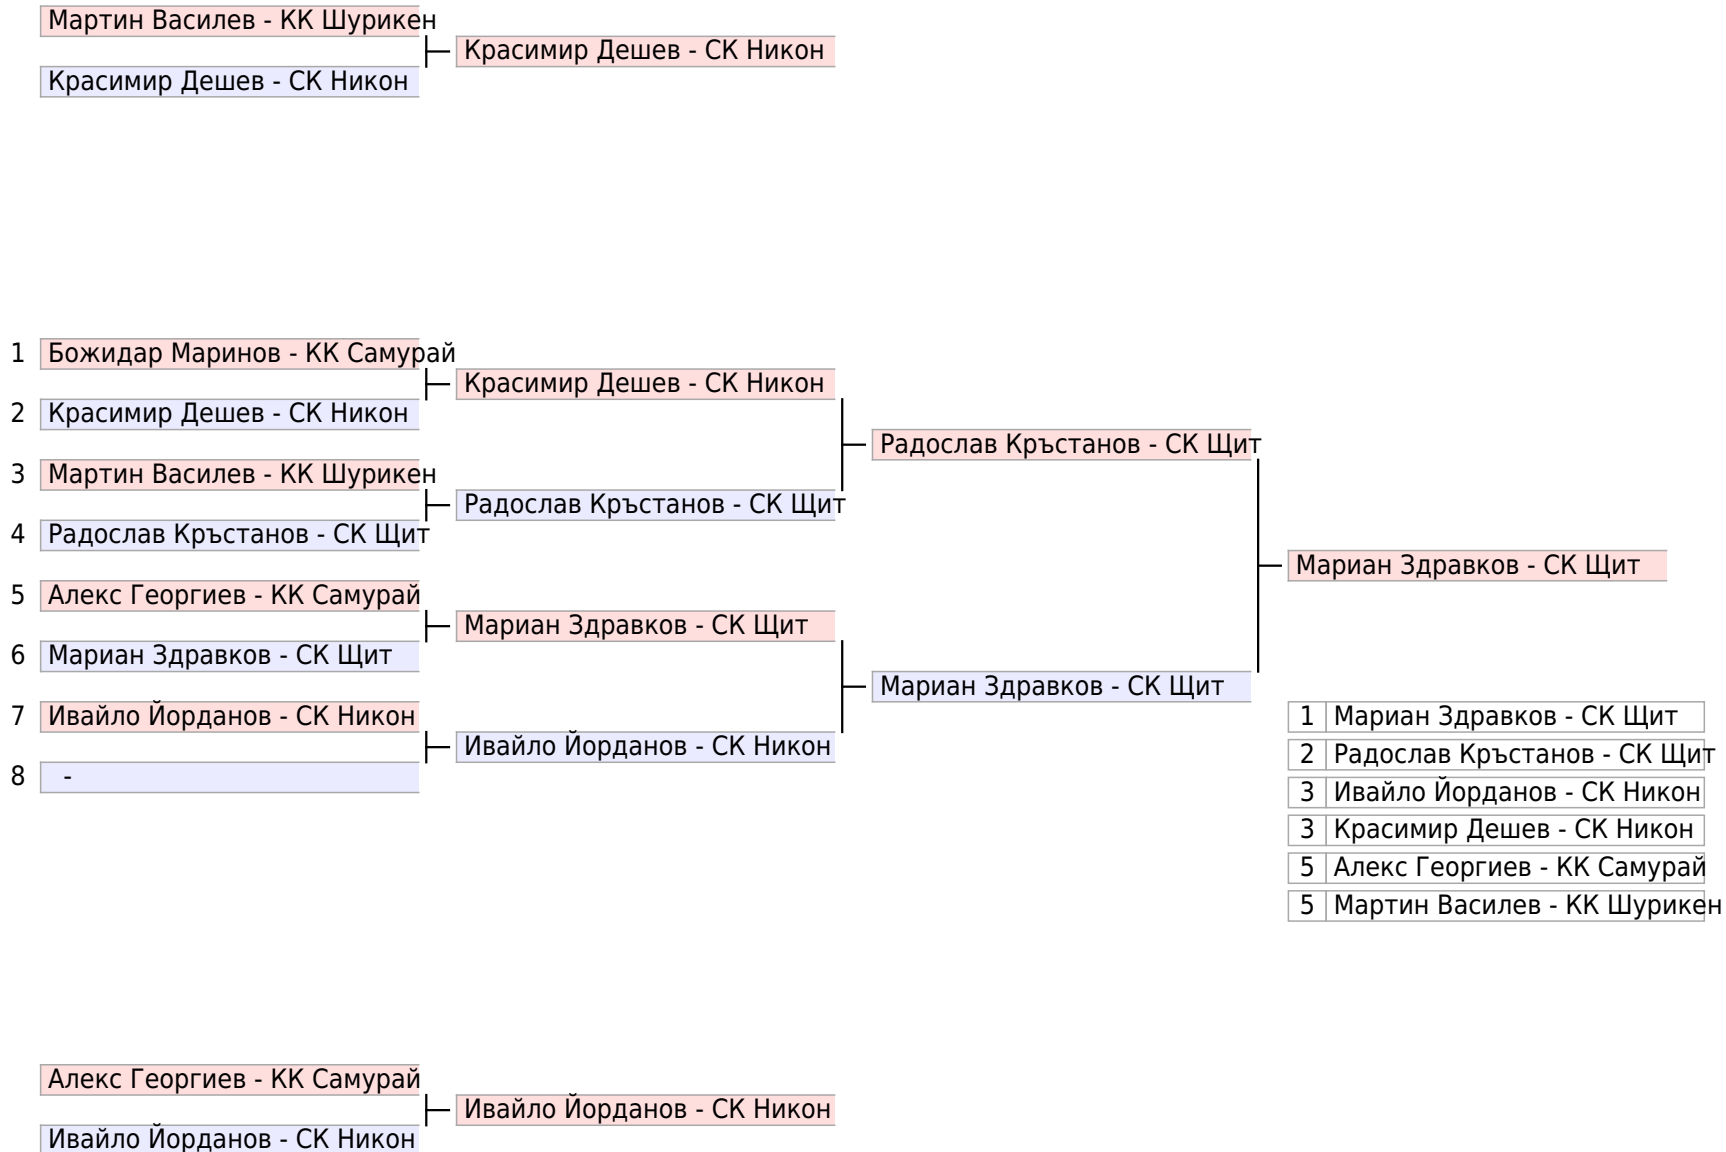 Мартин Василев - КК Шурикен
Красимир Дешев - СК Никон
Красимир Дешев - СК Никон
1 Божидар Маринов - КК Самурай
Красимир Дешев - СК Никон
2 Красимир Дешев - СК Никон
Радослав Кръстанов - СК Щит
3 Мартин Василев - КК Шурикен
Радослав Кръстанов - СК Щит
4 Радослав Кръстанов - СК Щит
Мариан Здравков - СК Щит
5 Алекс Георгиев - КК Самурай
Мариан Здравков - СК Щит
6 Мариан Здравков - СК Щит
Мариан Здравков - СК Щит
7 Ивайло Йорданов - СК Никон
Ивайло Йорданов - СК Никон
8 -
1 Мариан Здравков - СК Щит
2 Радослав Кръстанов - СК Щит
3 Ивайло Йорданов - СК Никон
3 Красимир Дешев - СК Никон
5 Алекс Георгиев - КК Самурай
5 Мартин Василев - КК Шурикен
Алекс Георгиев - КК Самурай
Ивайло Йорданов - СК Никон
Ивайло Йорданов - СК Никон